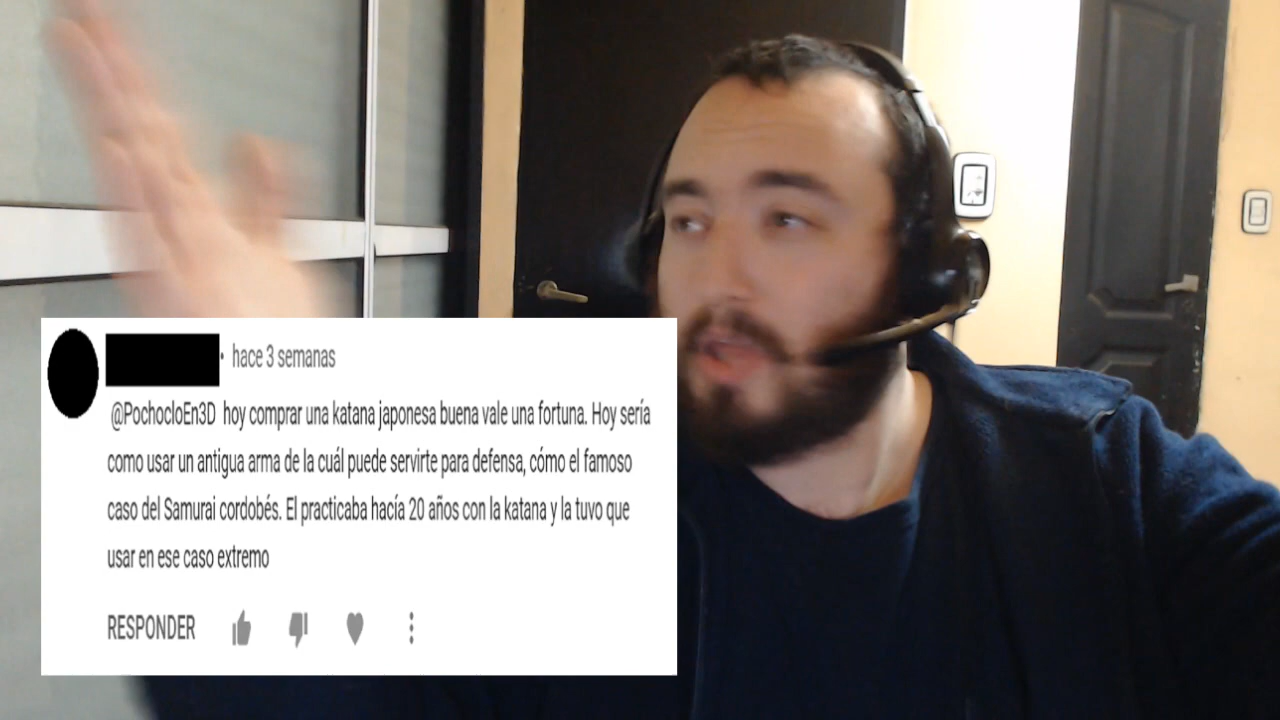 · hace 3 semanas
@PochocloEn3D hoy comprar una katana japonesa buena vale una fortuna. Hoy sería
como usar un antigua arma de la cuál puede servirte para defensa, cómo el famoso
caso del Samurai cordobés. El practicaba hacía 20 años con la katana y la tuvo que
usar en ese caso extremo
RESPONDER